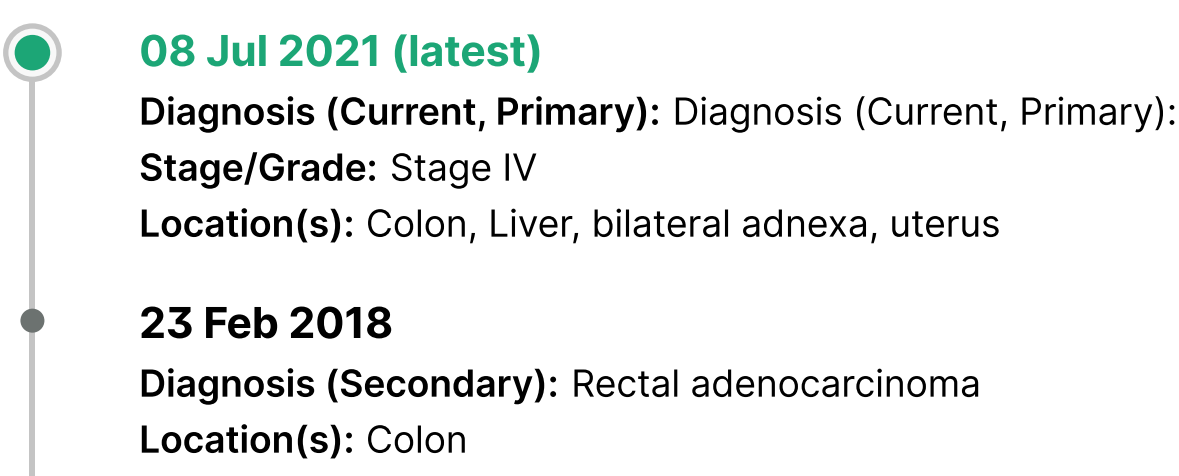 08 Jul 2021 (latest)
Diagnosis (Current, Primary): Diagnosis (Current, Primary):
Stage/Grade: Stage IV
Location(s): Colon, Liver, bilateral adnexa, uterus
23 Feb 2018
Diagnosis (Secondary): Rectal adenocarcinoma
Location(s): Colon